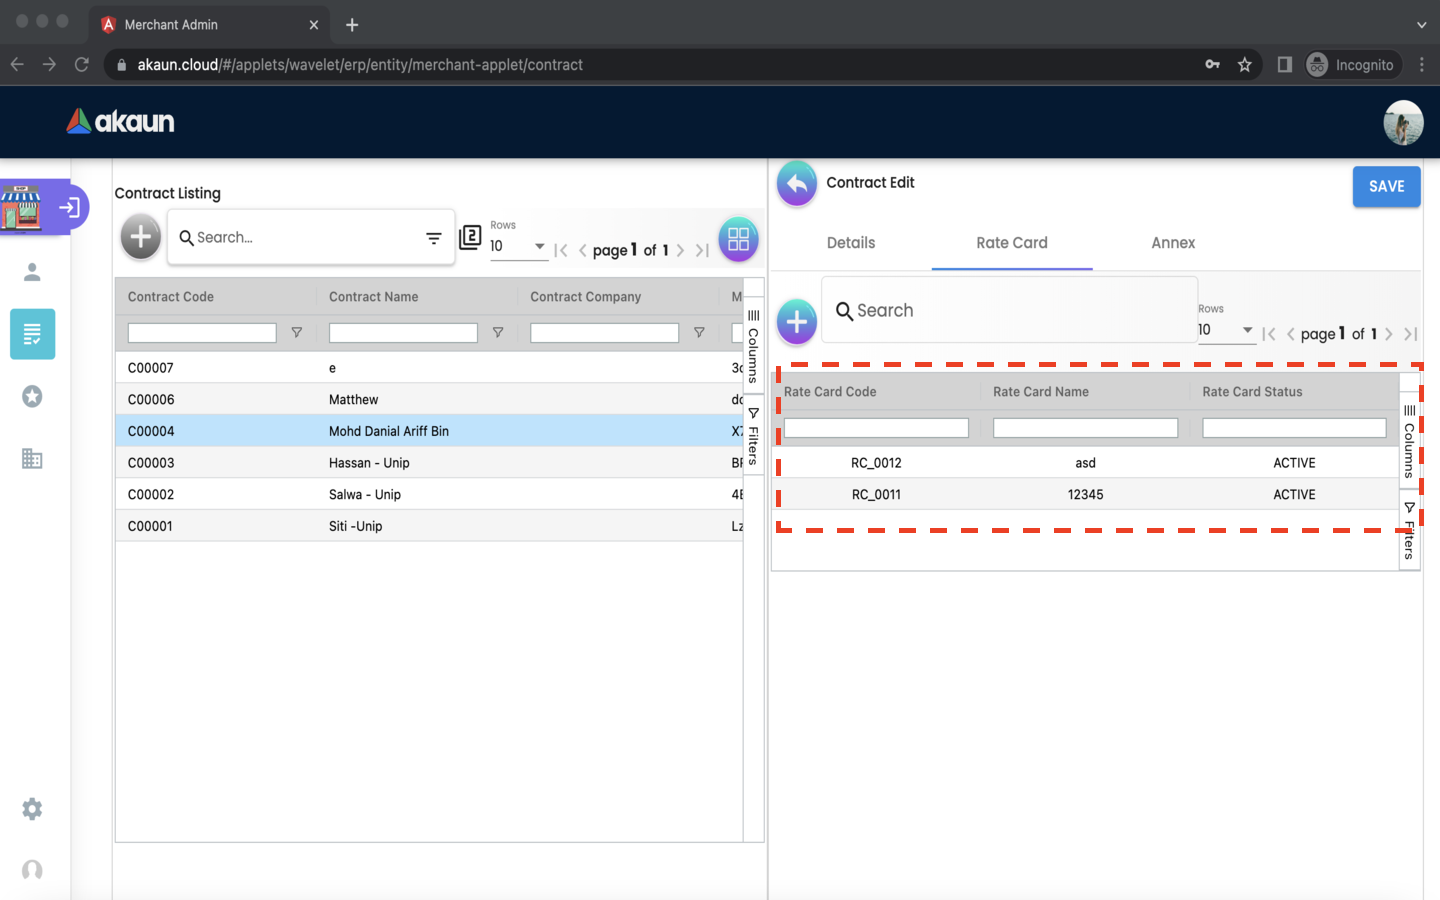 Merchant Admin
akaun.cloud/#/applets/wavelet/erp/entity/merchant-applet/contract
Incognito
akaun
SHOP
Contract Listing
Search...
2
Rows
10
page 1 of 1
Contract Code Contract Name Contract Company M
C00007 e 3c
C00006 Matthew dc
C00004 Mohd Danial Ariff Bin X7
C00003 Hassan - Unip BF
C00002 Salwa - Unip 4E
C00001 Siti -Unip Lz
Columns
Filters
Contract Edit
SAVE
Details Rate Card Annex
Search
Rows
10
page 1 of 1
Rate Card Code Rate Card Name Rate Card Status
RC_0012 asd ACTIVE
RC_0011 12345 ACTIVE
Columns
Filters